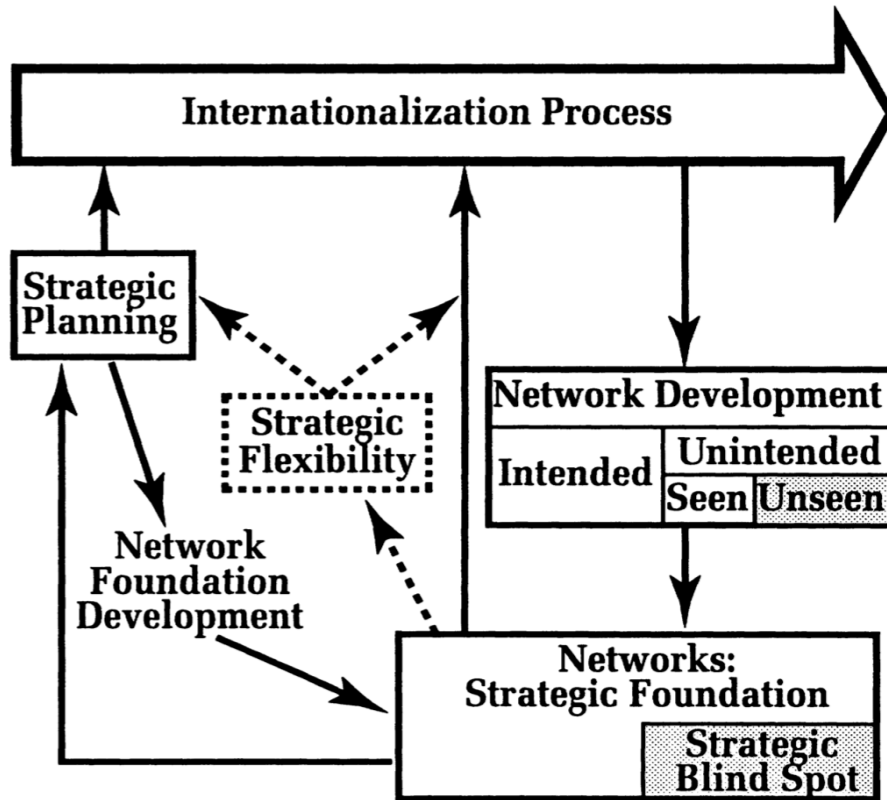 Internationalization Process
Strategic
Planning
Strategic
Flexibility
Network Development
Intended
Unintended
Seen
Unseen
Network
Foundation
Development
Networks:
Strategic Foundation
Strategic
Blind Spot